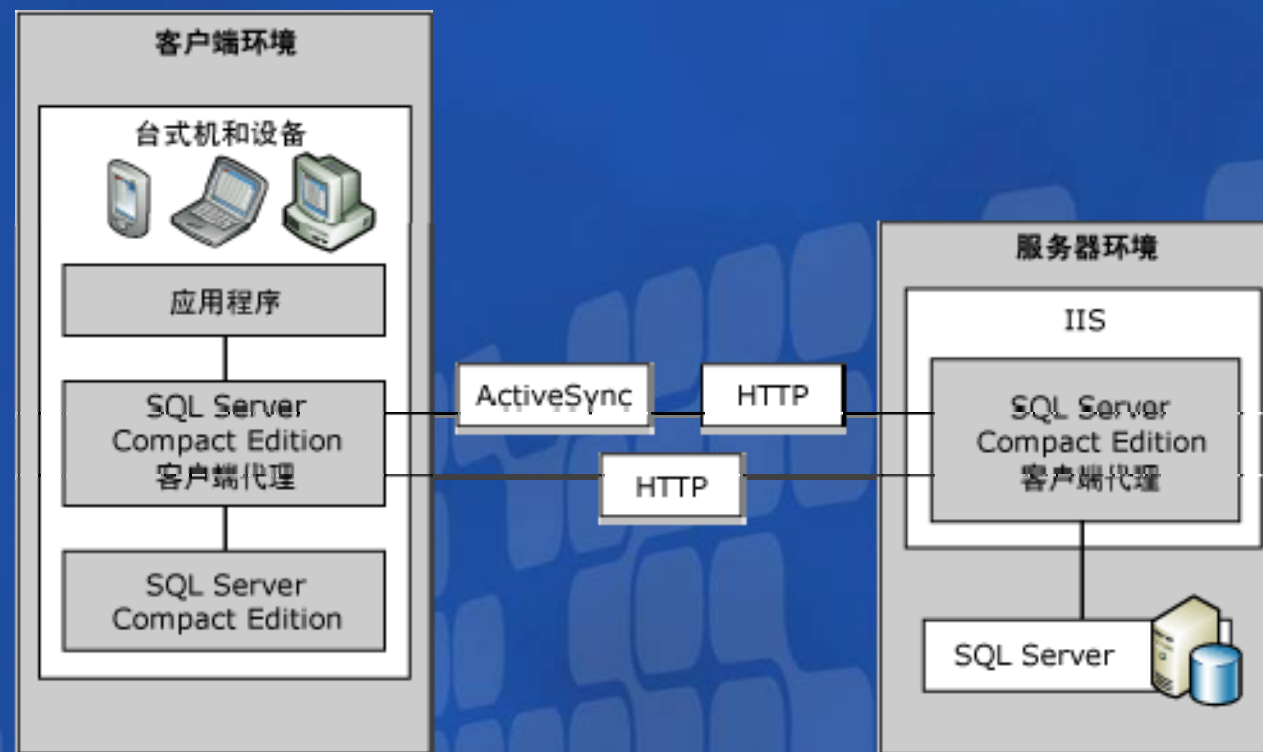 客户端环境
台式机和设备
应用程序
SQL Server
Compact Edition
客户端代理
SQL Server
Compact Edition
ActiveSync
HTTP
HTTP
服务器环境
IIS
SQL Server
Compact Edition
客户端代理
SQL Server